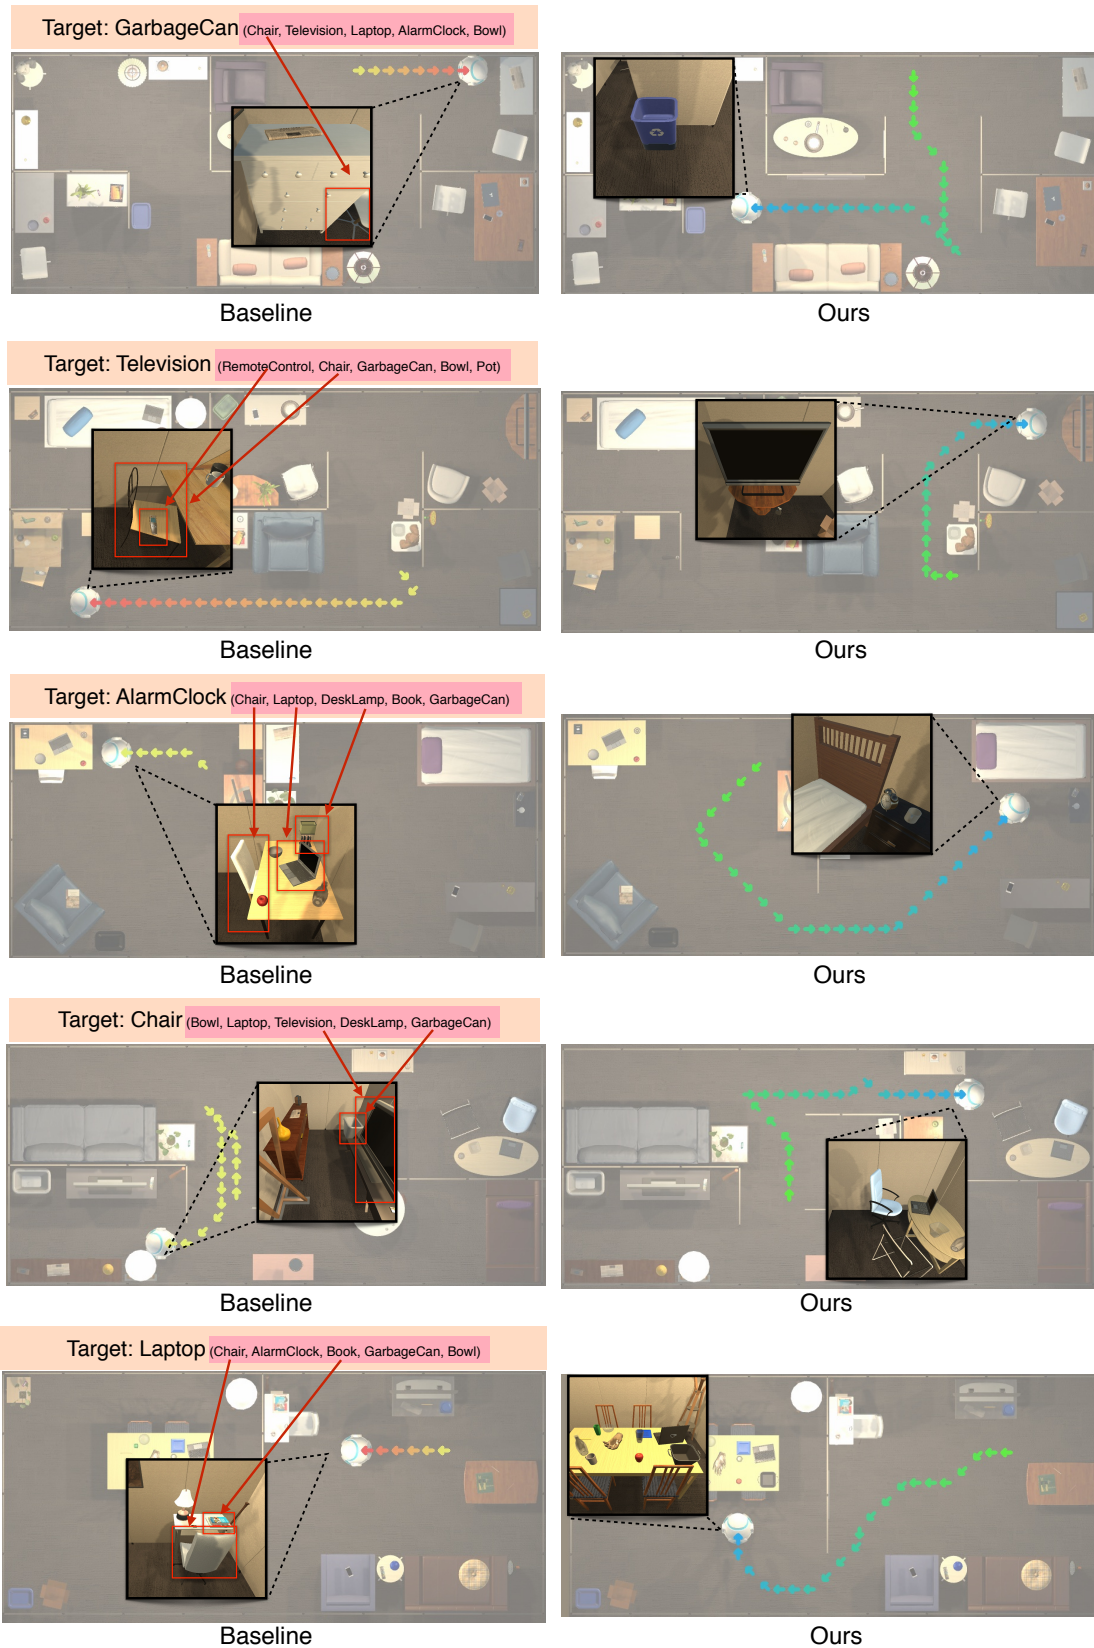 Target: GarbageCan (Chair, Television, Laptop, AlarmClock, Bowl)
Baseline
Ours
Target: Television (RemoteControl, Chair, GarbageCan, Bowl, Pot)
Baseline
Ours
Target: AlarmClock (Chair, Laptop, DeskLamp, Book, GarbageCan)
Baseline
Ours
Target: Chair (Bowl, Laptop, Television, DeskLamp, GarbageCan)
Baseline
Ours
Target: Laptop (Chair, AlarmClock, Book, GarbageCan, Bowl)
Baseline
Ours